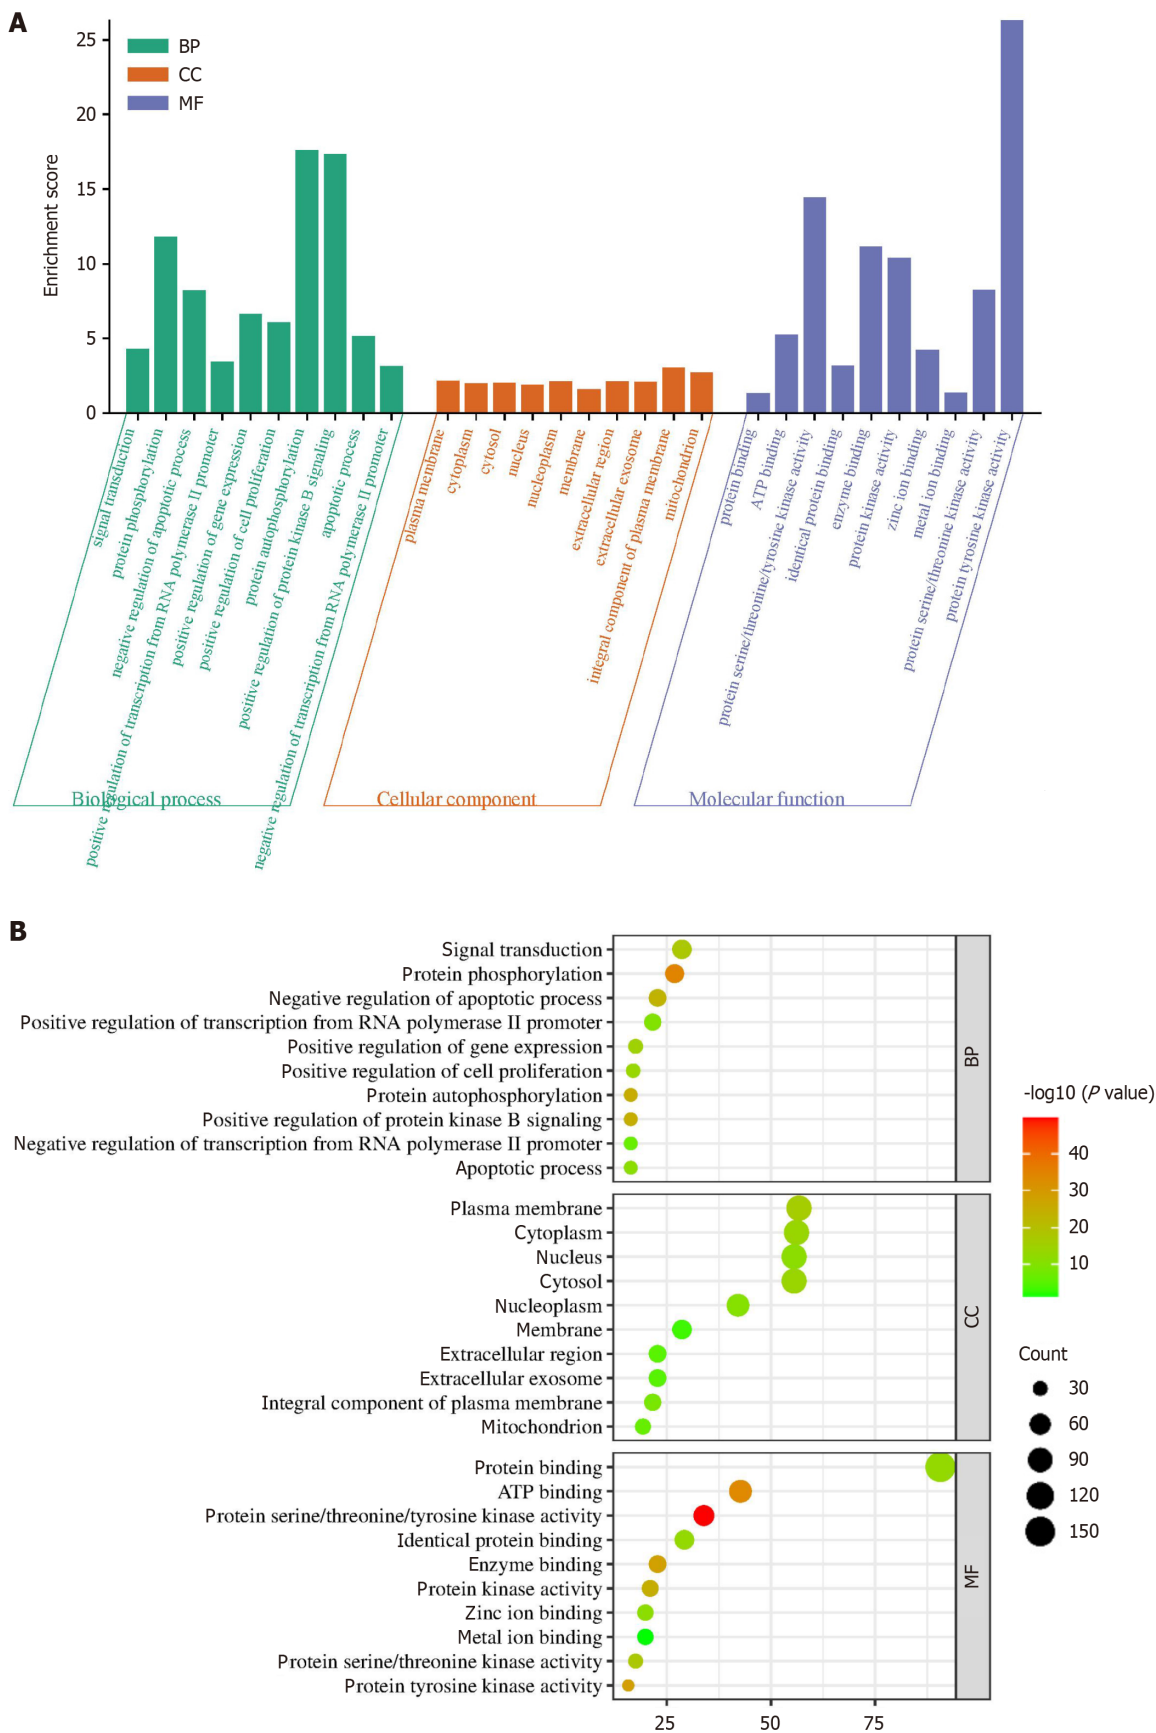 A
BP
CC
MF
Enrichment score
25
20
15
10
5
0
signal transduction
protein phosphorylation
negative regulation of apoptotic process
positive regulation of transcription from RNA polymerase II promoter
positive regulation of gene expression
positive regulation of cell proliferation
protein autophosphorylation
positive regulation of protein kinase B signaling
apoptotic process
negative regulation of transcription from RNA polymerase II promoter
plasma membrane
cytoplasm
cytosol
nucleus
nucleoplasm
membrane
extracellular region
extracellular exosome
integral component of plasma membrane
mitochondrion
protein binding
ATP binding
protein serine/threonine/tyrosine kinase activity
identical protein binding
enzyme binding
protein kinase activity
zinc ion binding
metal ion binding
protein serine/threonine kinase activity
protein tyrosine kinase activity
Biological process
Cellular component
Molecular function
B
Signal transduction
Protein phosphorylation
Negative regulation of apoptotic process
Positive regulation of transcription from RNA polymerase II promoter
Positive regulation of gene expression
Positive regulation of cell proliferation
Protein autophosphorylation
Positive regulation of protein kinase B signaling
Negative regulation of transcription from RNA polymerase II promoter
Apoptotic process
BP
Plasma membrane
Cytoplasm
Nucleus
Cytosol
Nucleoplasm
Membrane
Extracellular region
Extracellular exosome
Integral component of plasma membrane
Mitochondrion
CC
Protein binding
ATP binding
Protein serine/threonine/tyrosine kinase activity
Identical protein binding
Enzyme binding
Protein kinase activity
Zinc ion binding
Metal ion binding
Protein serine/threonine kinase activity
Protein tyrosine kinase activity
MF
25
50
75
-log10 (P value)
40
30
20
10
Count
30
60
90
120
150